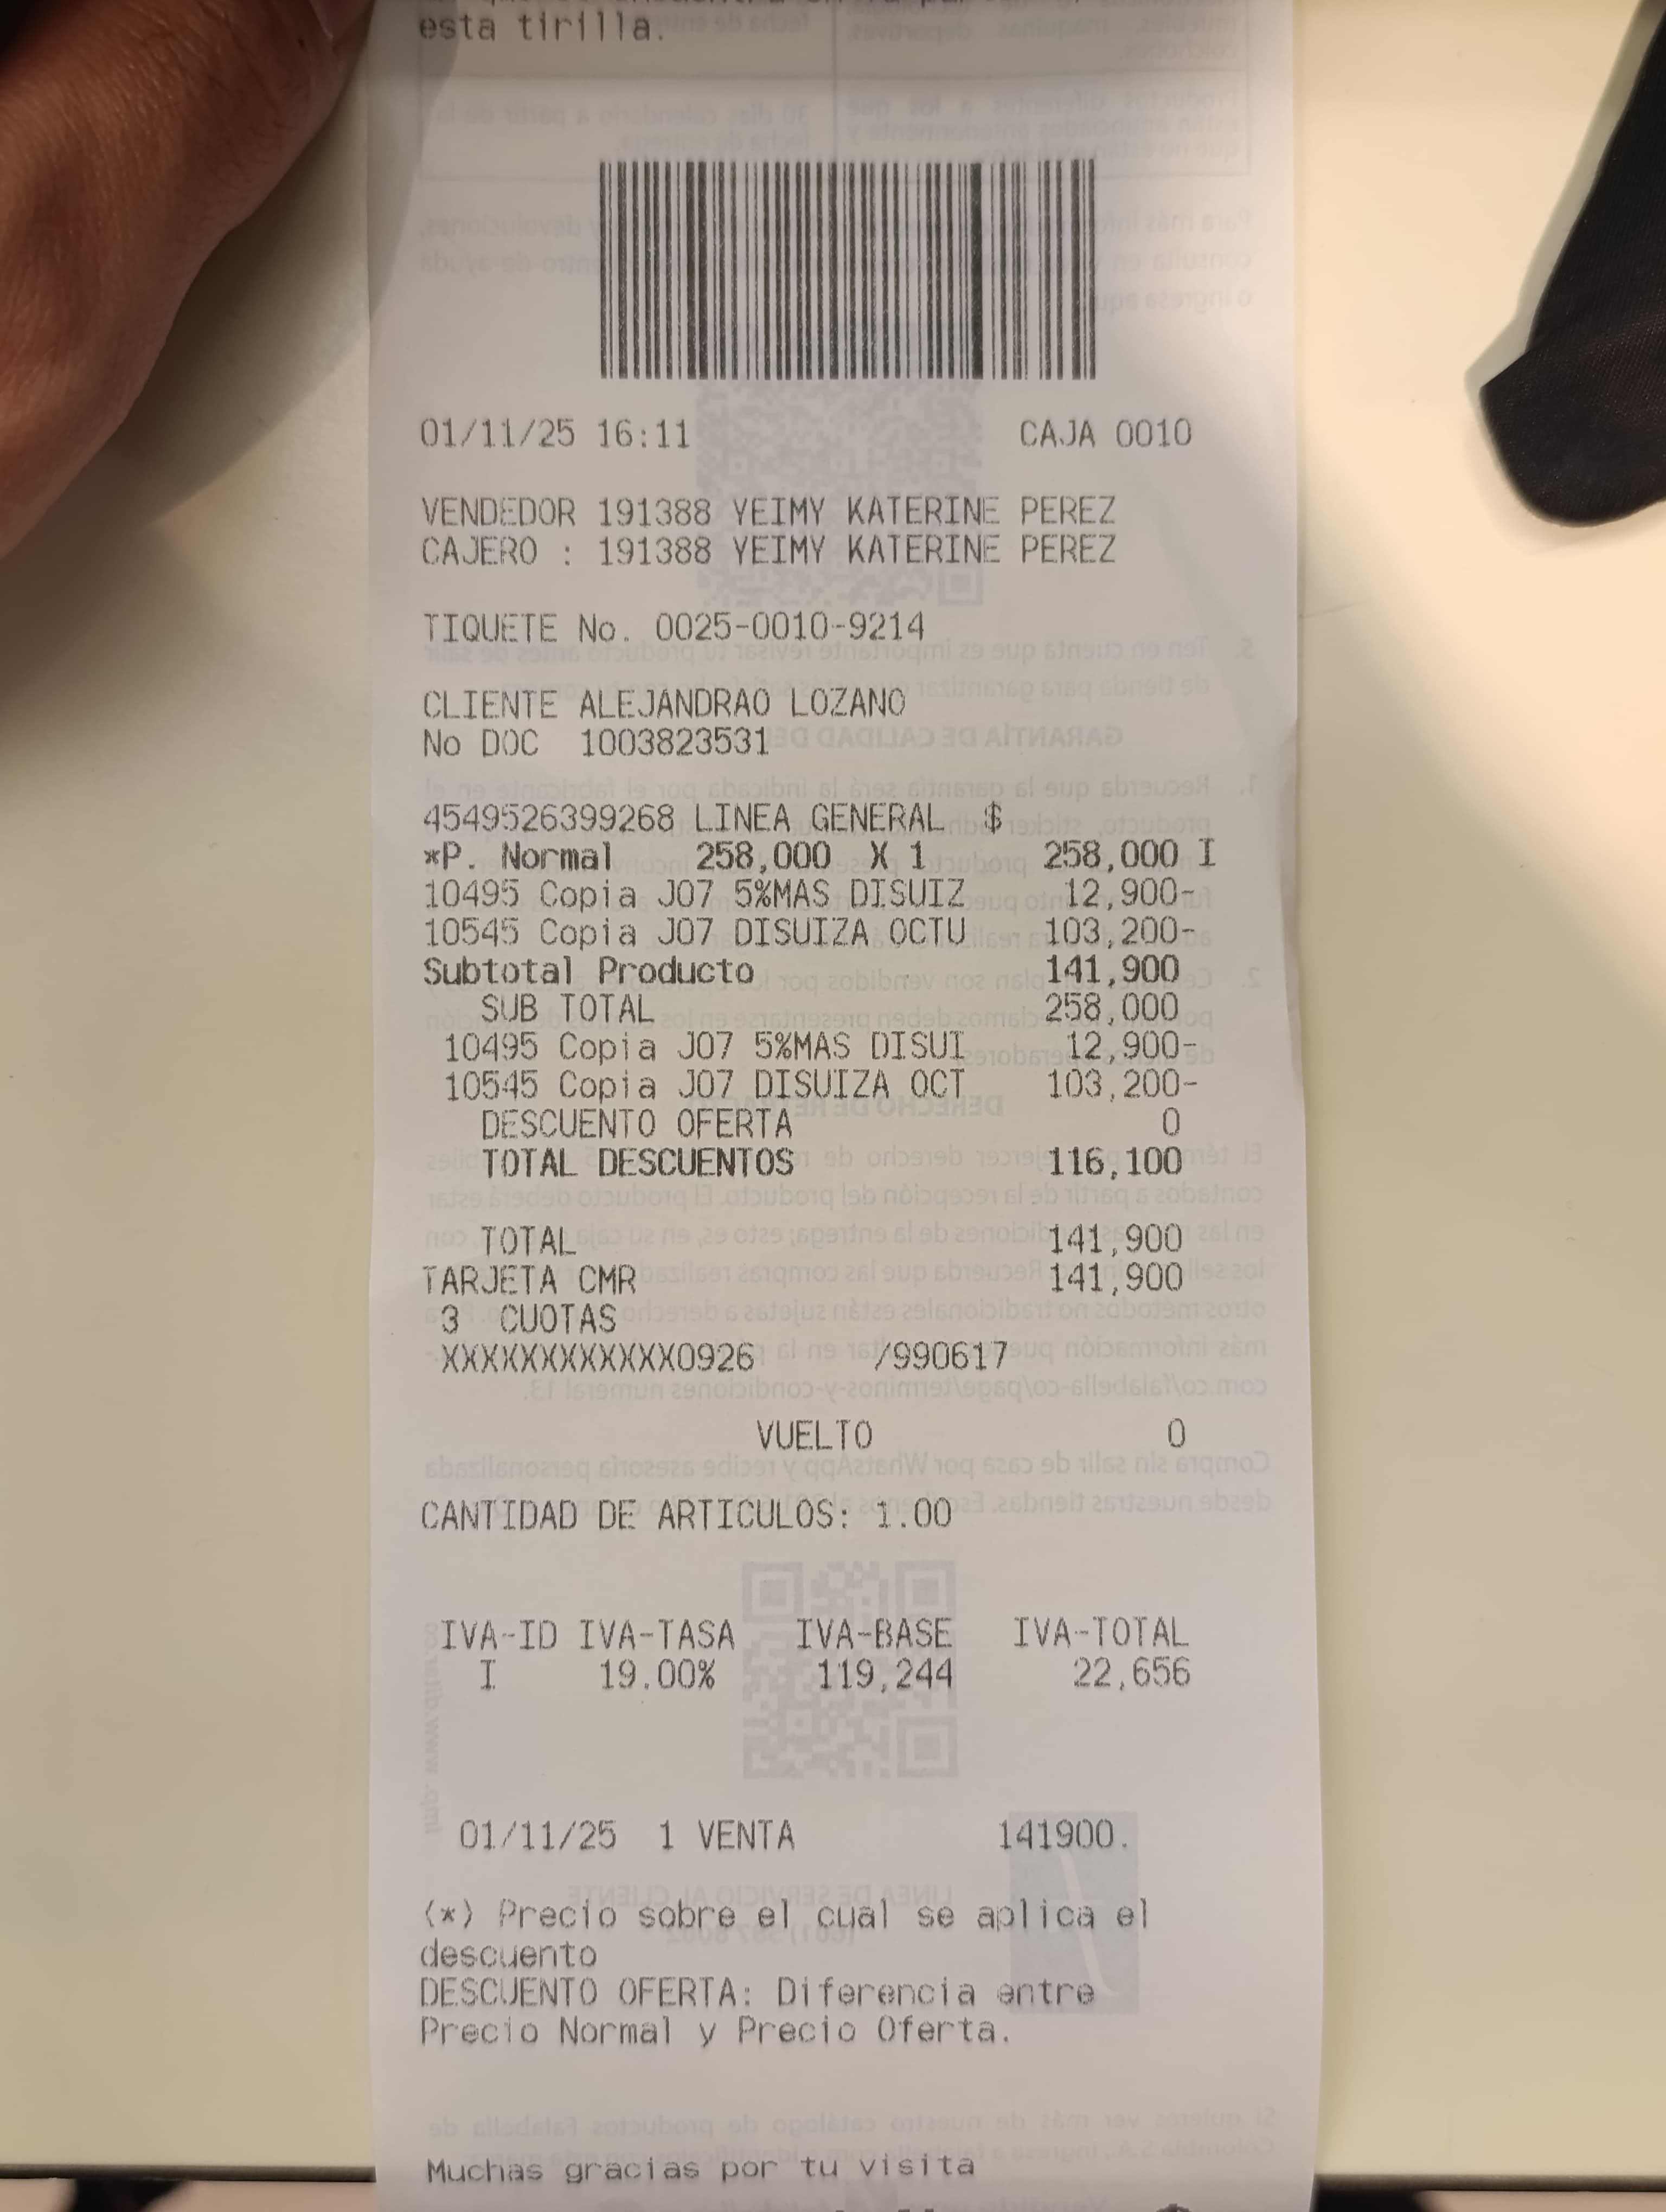 esta tirilla.
01/11/25 16:11 CAJA 0010
VENDEDOR 191388 YEIMY KATERINE PEREZ
CAJERO : 191388 YEIMY KATERINE PEREZ
TIQUETE No. 0025-0010-9214
CLIENTE ALEJANDRAO LOZANO
No DOC 1003823531
4549526399268 LINEA GENERAL $
*P. Normal 258,000 X 1 258,000 I
10495 Copia J07 5%MAS DISUIZ 12,900-
10545 Copia J07 DISUIZA OCTU 103,200-
Subtotal Producto 141,900
SUB TOTAL 258,000
10495 Copia J07 5%MAS DISUI 12,900-
10545 Copia J07 DISUIZA OCT 103,200-
DESCUENTO OFERTA 0
TOTAL DESCUENTOS 116,100
TOTAL 141,900
TARJETA CMR 141,900
3 CUOTAS
XXXXXXXXXXXX0926 /990617
VUELTO 0
CANTIDAD DE ARTICULOS: 1.00
IVA-ID IVA-TASA IVA-BASE IVA-TOTAL
I 19.00% 119,244 22,656
01/11/25 1 VENTA 141900.
(*) Precio sobre el cual se aplica el
descuento
DESCUENTO OFERTA: Diferencia entre
Precio Normal y Precio Oferta.
Muchas gracias por tu visita